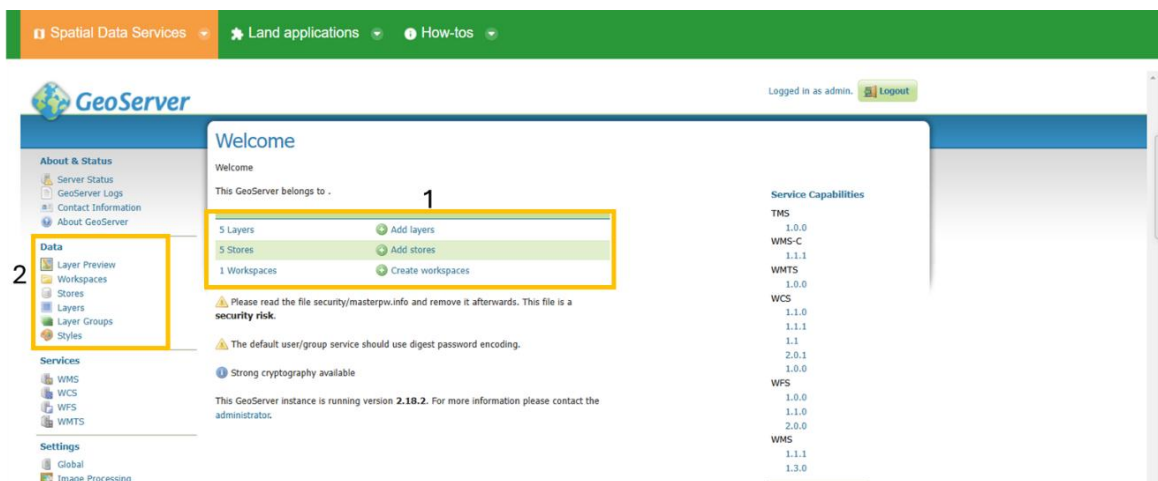 Spatial Data Services
Land applications
How-tos
GeoServer
Logged in as admin.
Logout
About & Status
Server Status
GeoServer Logs
Contact Information
About GeoServer
2
Data
Layer Preview
Workspaces
Stores
Layers
Layer Groups
Styles
Services
WMS
WCS
WFS
WMTS
Settings
Global
Image Processing
Welcome
Welcome
This GeoServer belongs to .
1
5 Layers Add layers
5 Stores Add stores
1 Workspaces Create workspaces
Please read the file security/masterpw.info and remove it afterwards. This file is a
security risk.
The default user/group service should use digest password encoding.
Strong cryptography available
This GeoServer instance is running version 2.18.2. For more information please contact the
administrator.
Service Capabilities
TMS
1.0.0
WMS-C
1.1.1
WMTS
1.0.0
WCS
1.1.0
1.1.1
1.1
2.0.1
1.0.0
WFS
1.0.0
1.1.0
2.0.0
WMS
1.1.1
1.3.0